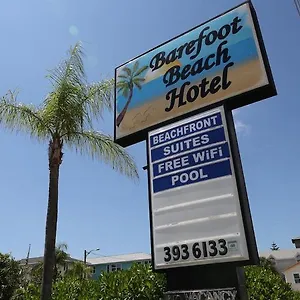 Barefoot
Beach
Hotel
BEACHFRONT
SUITES
FREE WiFi
POOL
393 6133